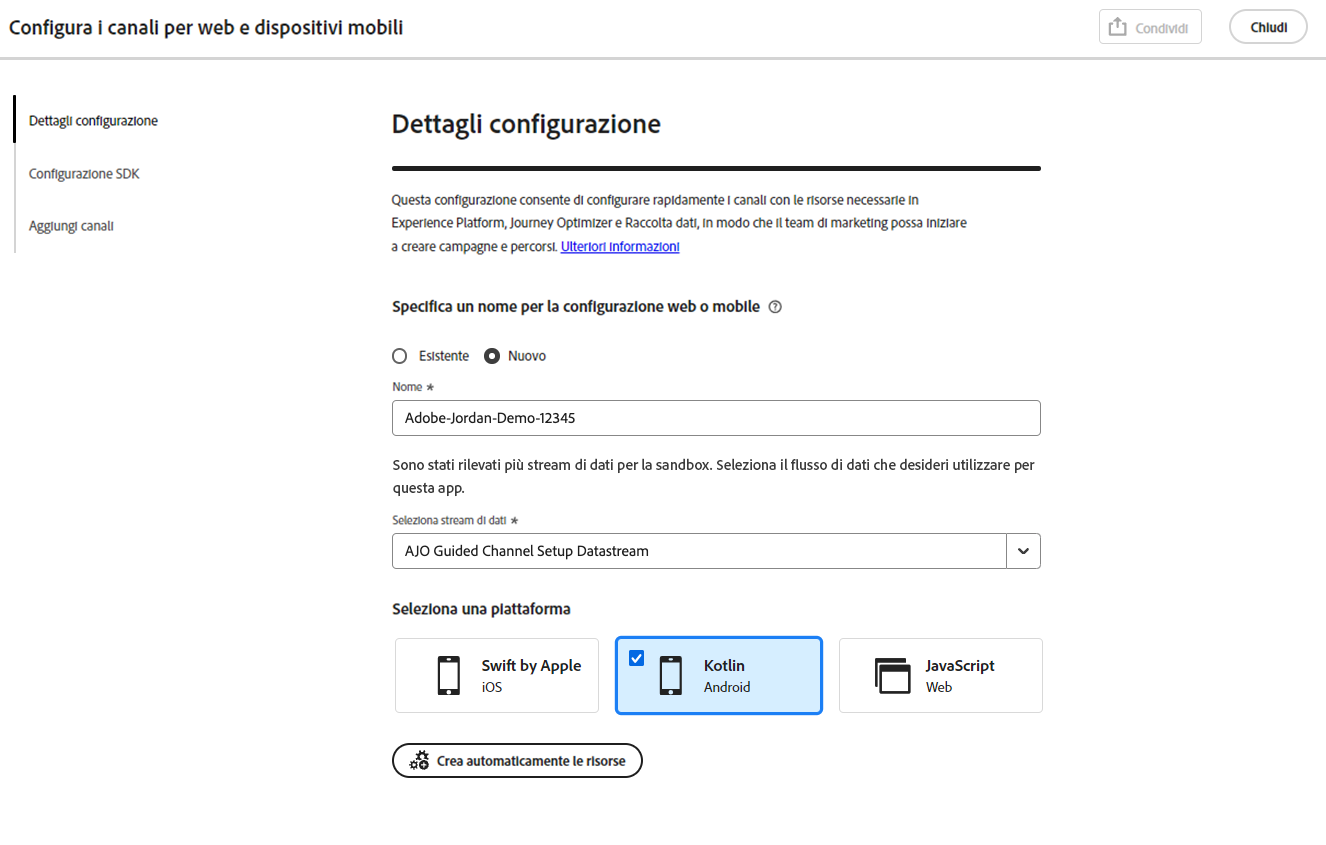 Configura i canali per web e dispositivi mobili
Condividi
Chiudi
Dettagli configurazione
Configurazione SDK
Aggiungi canali
Dettagli configurazione
Questa configurazione consente di configurare rapidamente i canali con le risorse necessarie in
Experience Platform, Journey Optimizer e Raccolta dati, in modo che il team di marketing possa iniziare
a creare campagne e percorsi. Ulteriori informazioni
Specifica un nome per la configurazione web o mobile
Esistente
Nuovo
Nome *
Adobe-Jordan-Demo-12345
Sono stati rilevati più stream di dati per la sandbox. Seleziona il flusso di dati che desideri utilizzare per
questa app.
Seleziona stream di dati *
AJO Guided Channel Setup Datastream
Seleziona una piattaforma
Swift by Apple
iOS
Kotlin
Android
JavaScript
Web
Crea automaticamente le risorse